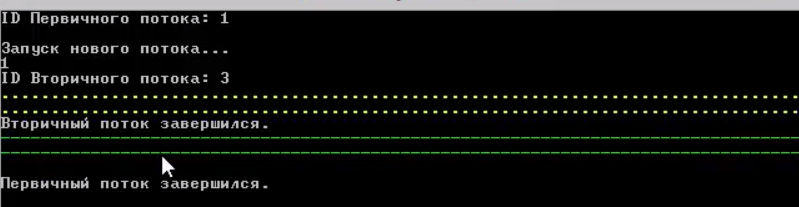 ID Первичного потока: 1
Запуск нового потока...
1
ID Вторичного потока: 3
................................................................................
................................................................................
Вторичный поток завершился.
--------------------------------------------------------------------------------
--------------------------------------------------------------------------------
Первичный поток завершился.